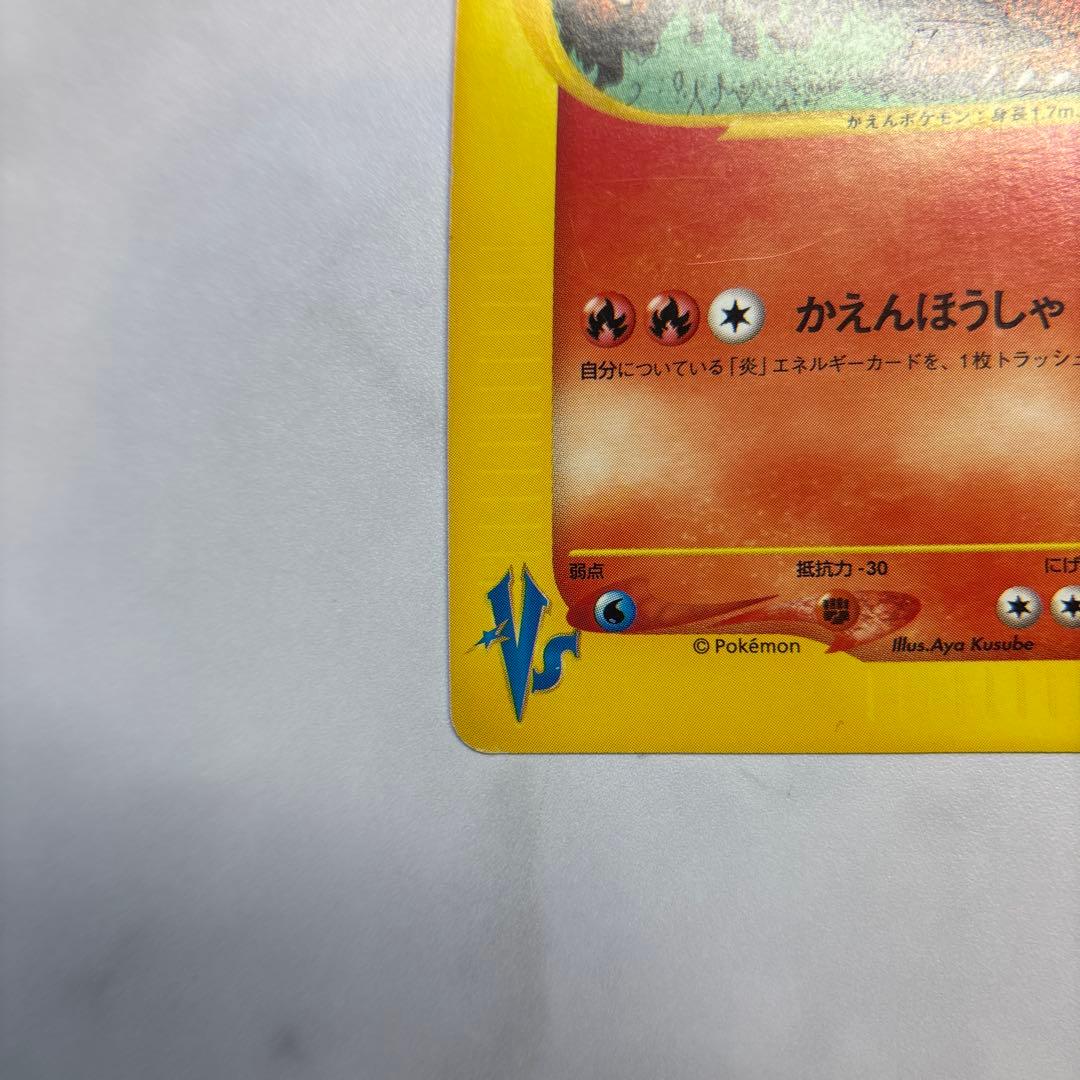 かえんポケモン：身長1.7m、
かえんほうしゃ
自分についている「炎」エネルギーカードを、1枚トラッシュ
弱点
抵抗力 -30
にげ
VS
© Pokémon
Illus.Aya Kusube